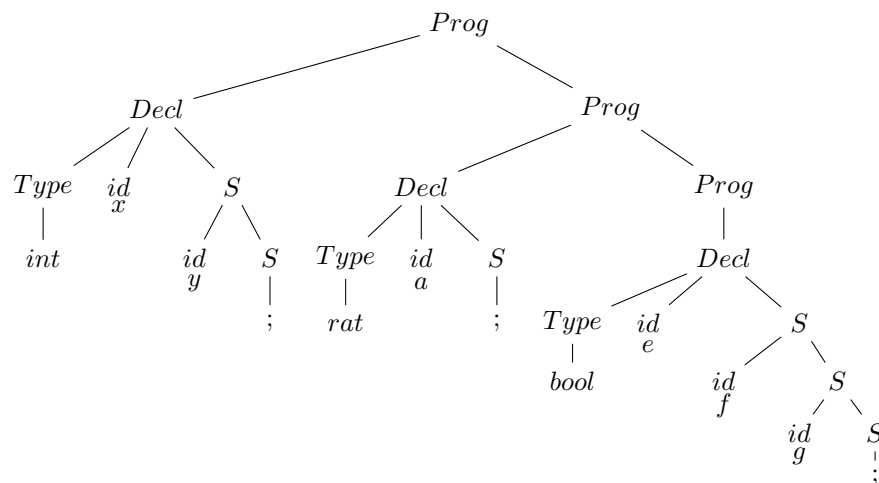 Prog
Decl Prog
Type id S Decl Prog
x
int id S Type id S Decl
y a
; rat ; Type id S
e
bool id S
f
id S
g
;